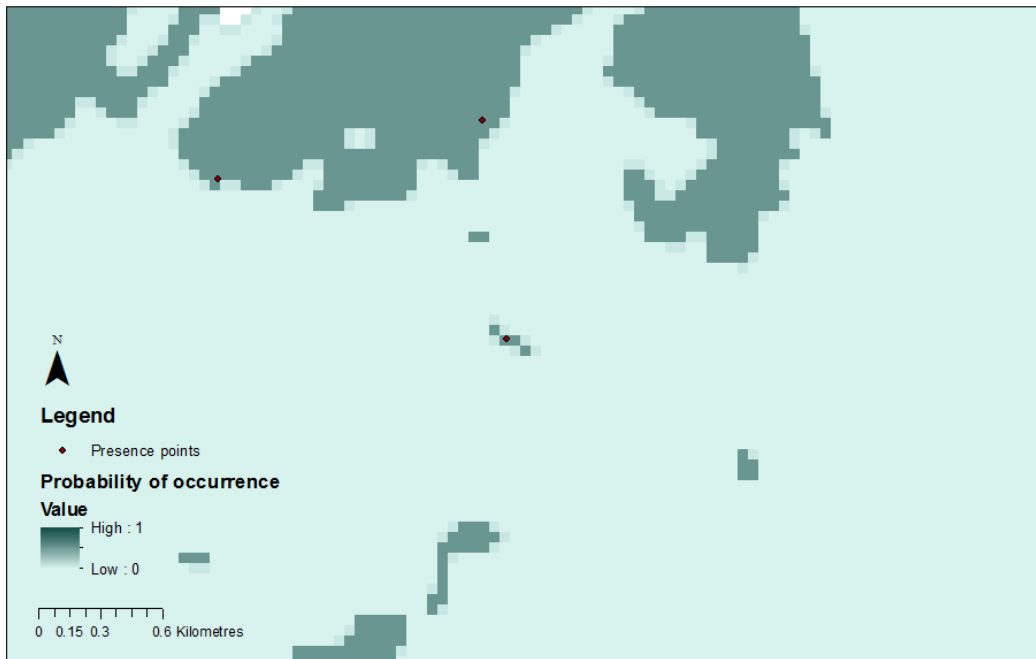 N
Legend
Presence points
Probability of occurrence
Value
High : 1
Low : 0
0 0.15 0.3 0.6 Kilometres